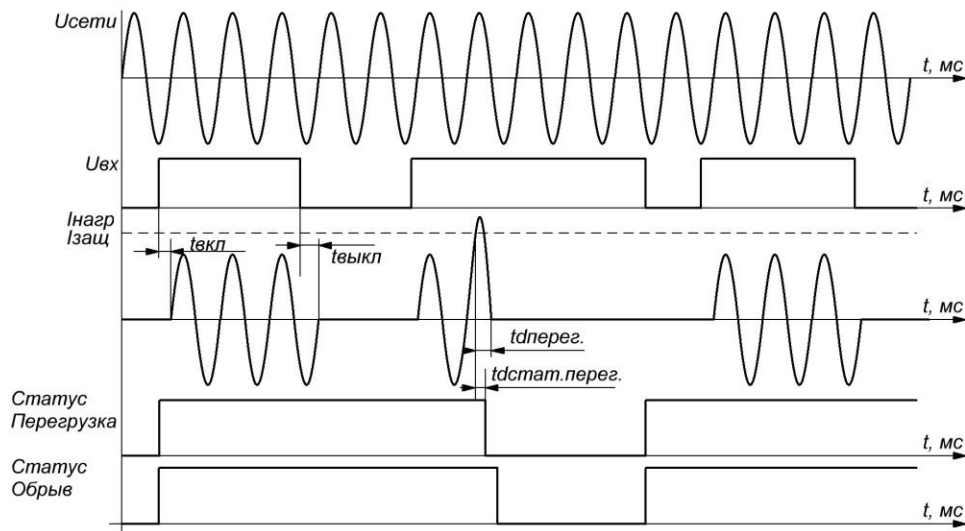 Uсети
t, мс
Uвх
t, мс
Iнагр
Iзащ
tвкл
tвыкл
t, мс
tdперег.
tdстат.перег.
Статус
Перегрузка
t, мс
Статус
Обрыв
t, мс